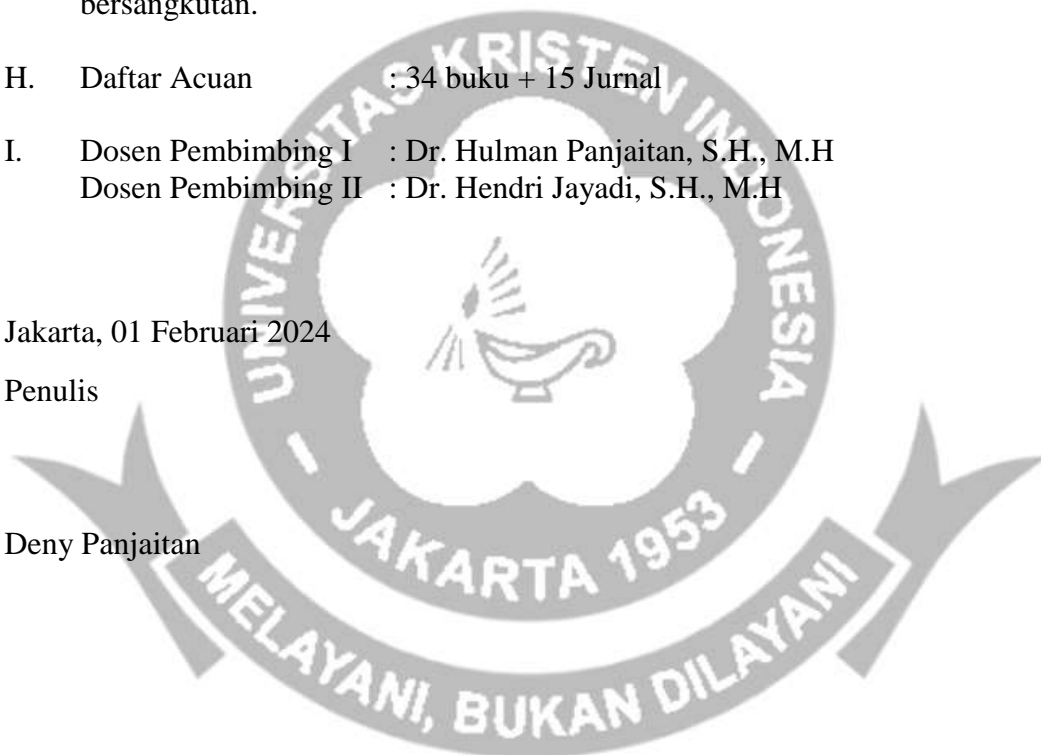 bersangkutan.
H. Daftar Acuan : 34 buku + 15 Jurnal
I. Dosen Pembimbing I : Dr. Hulman Panjaitan, S.H., M.H
Dosen Pembimbing II : Dr. Hendri Jayadi, S.H., M.H
UNIVERSITAS KRISTEN INDONESIA
Jakarta, 01 Februari 2024
Penulis
Deny Panjaitan
- JAKARTA 1953 -
MELAYANI, BUKAN DILAYANI